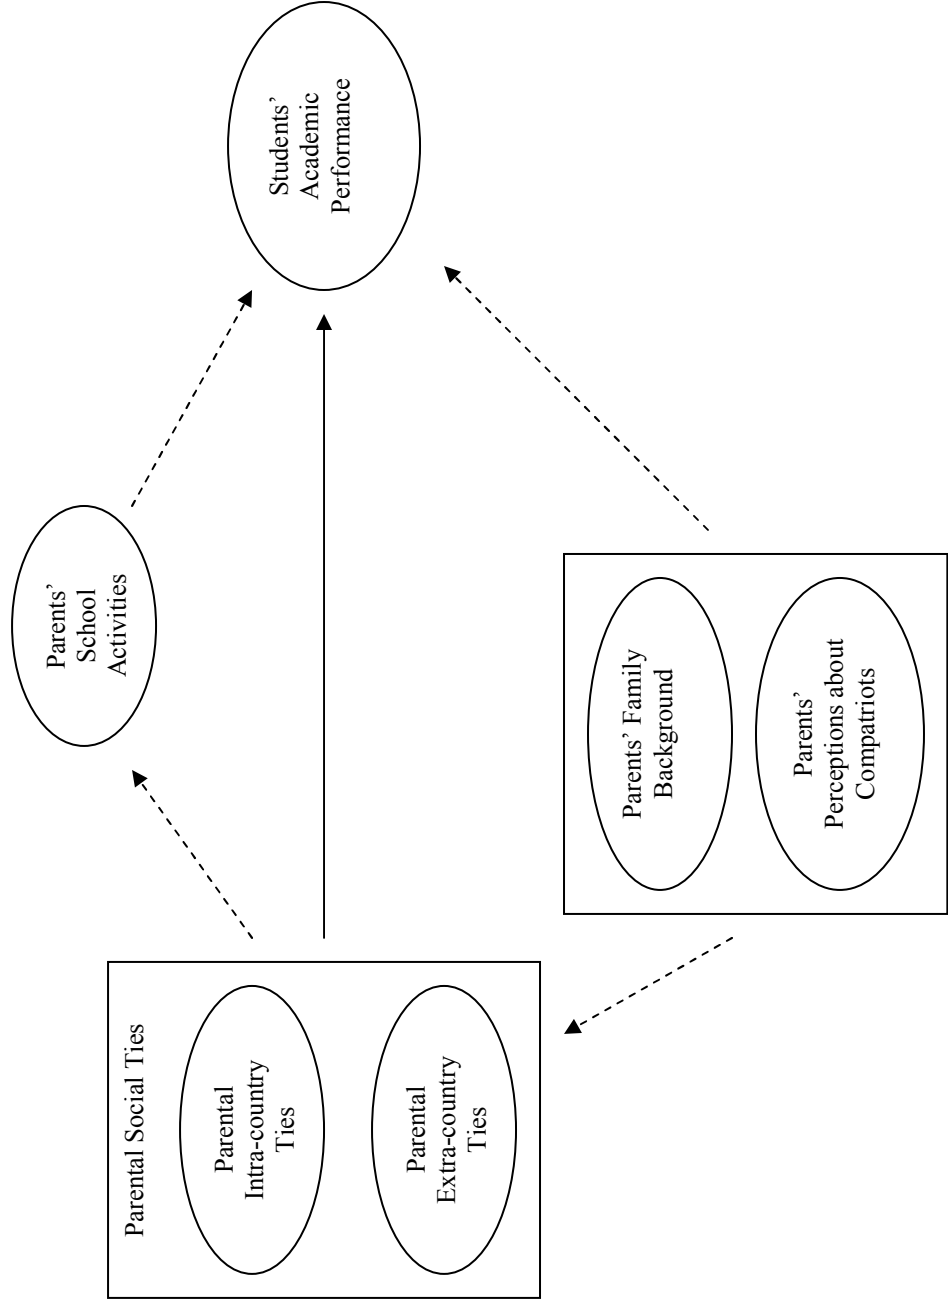 Parental Social Ties
Parental
Intra-country
Ties
Parental
Extra-country
Ties
Parents’
School
Activities
Parents’ Family
Background
Parents’
Perceptions about
Compatriots
Students’
Academic
Performance